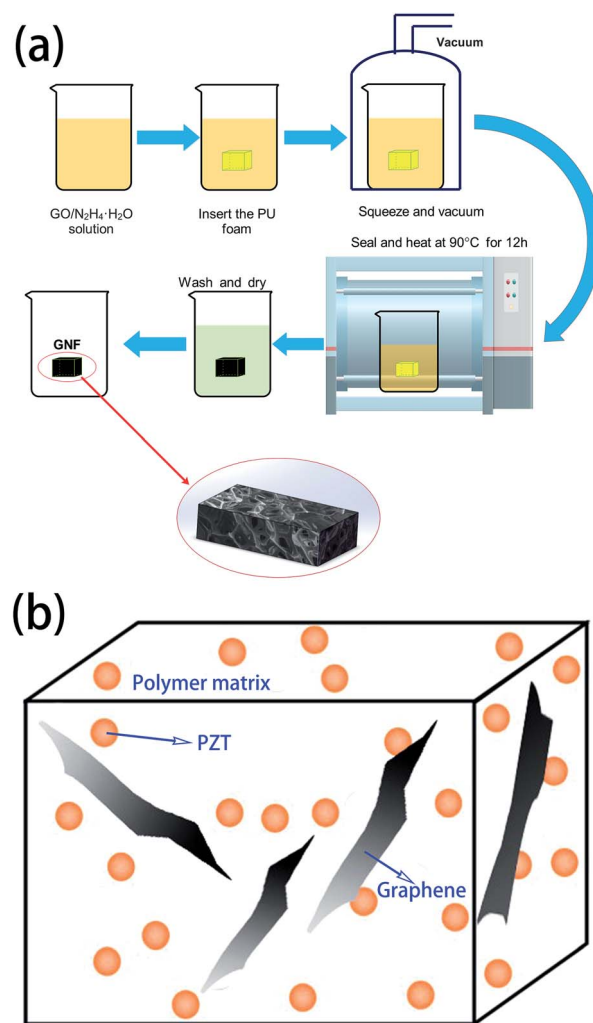 (a)
Vacuum
GO/N₂H₄·H₂O
solution
Insert the PU
foam
Squeeze and vacuum
Seal and heat at 90°C for 12h
Wash and dry
GNF
(b)
Polymer matrix
PZT
Graphene